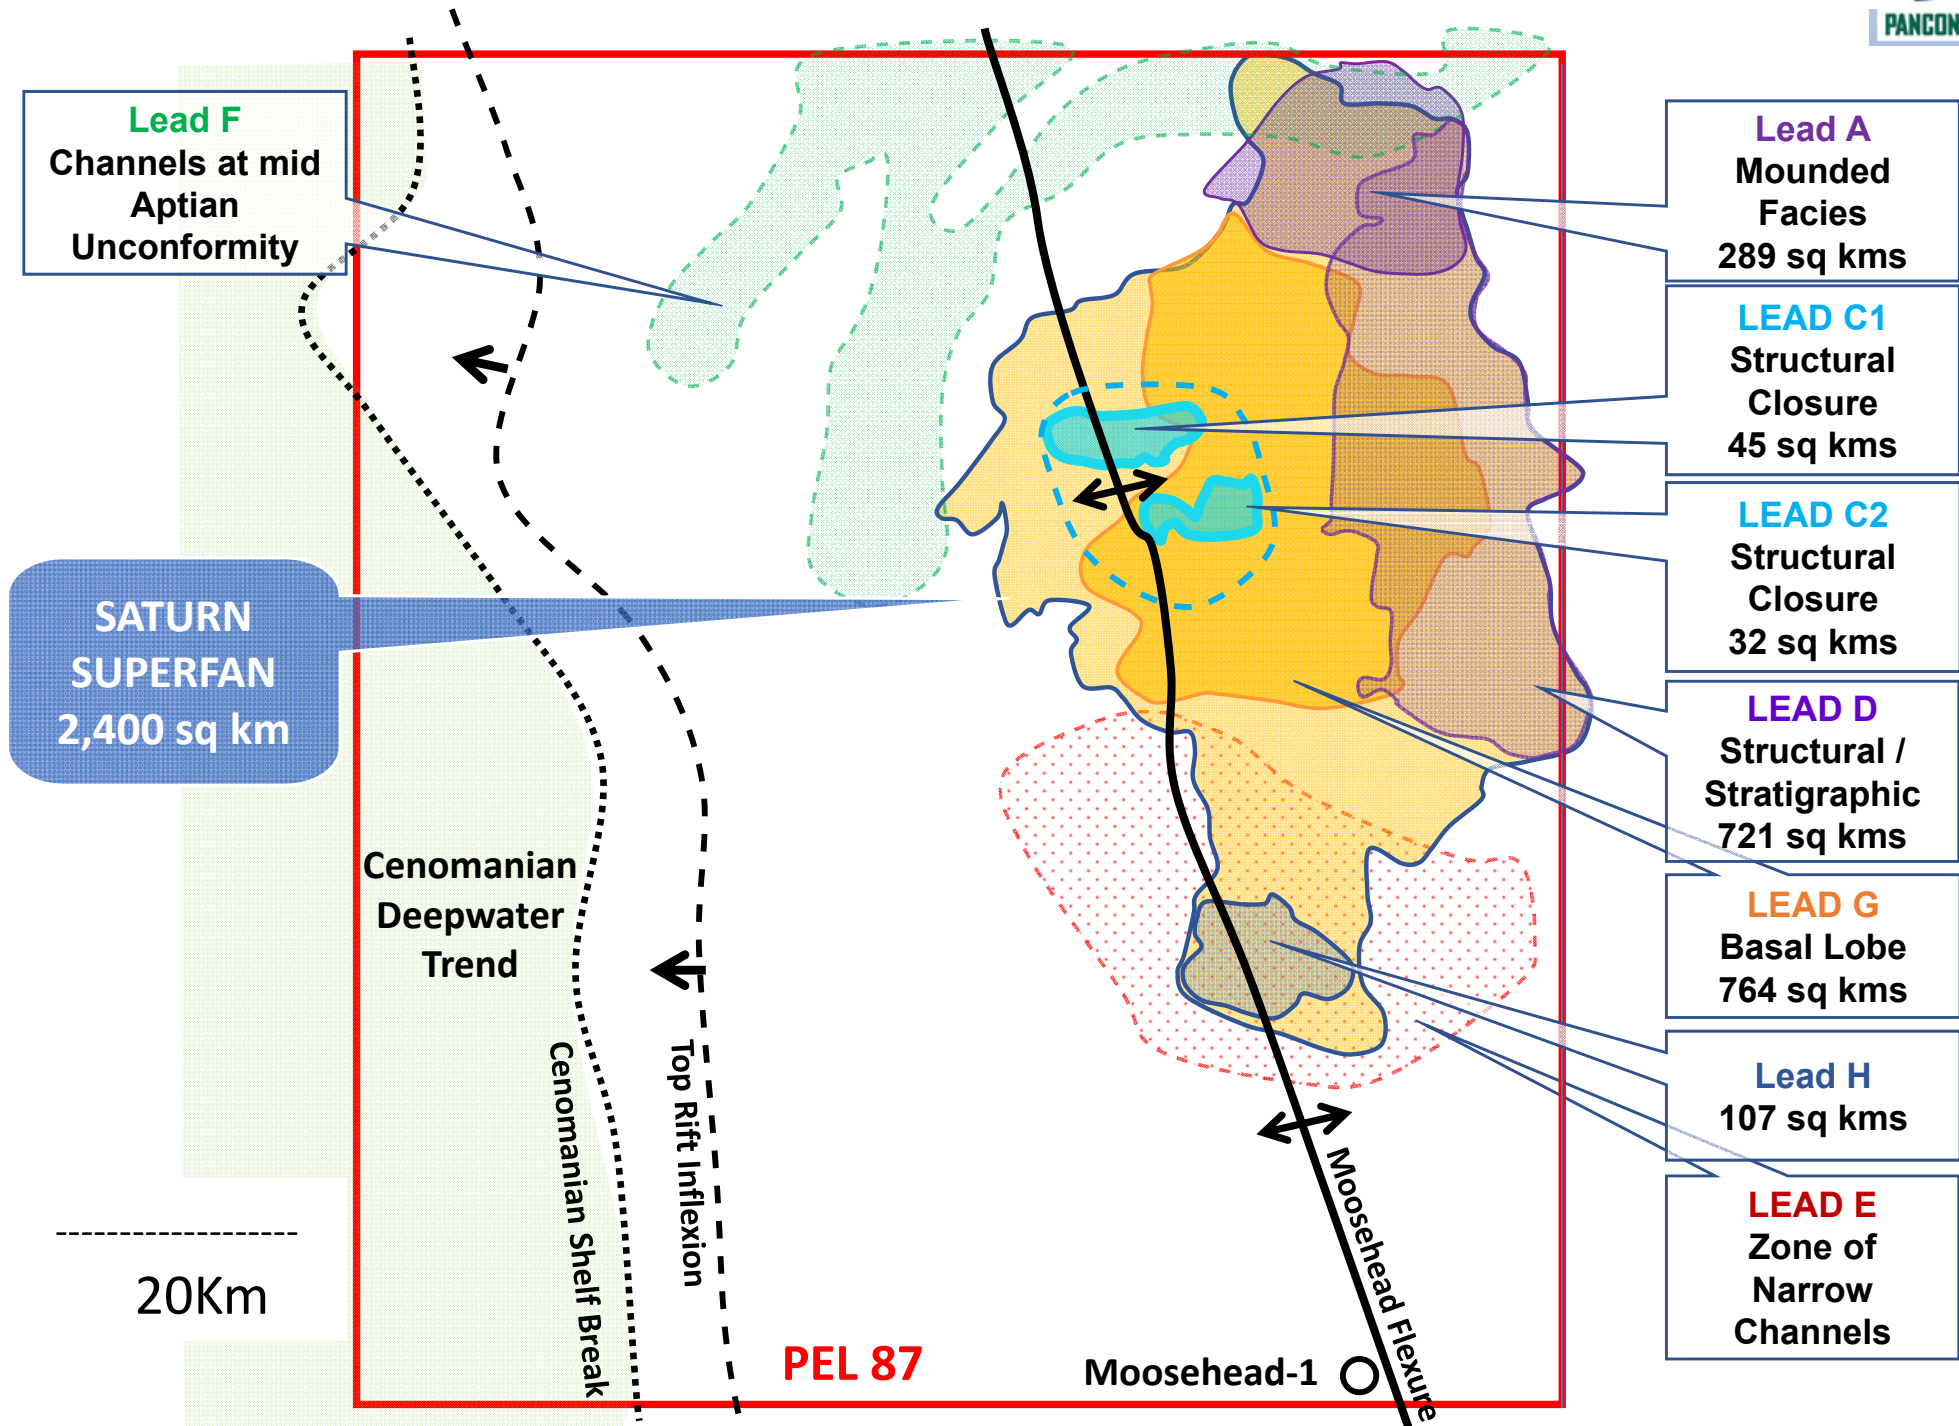 PANCON
Lead F
Channels at mid
Aptian
Unconformity
Lead A
Mounded
Facies
289 sq kms
LEAD C1
Structural
Closure
45 sq kms
LEAD C2
Structural
Closure
32 sq kms
SATURN
SUPERFAN
2,400 sq km
LEAD D
Structural /
Stratigraphic
721 sq kms
Cenomanian
Deepwater
Trend
LEAD G
Basal Lobe
764 sq kms
Lead H
107 sq kms
LEAD E
Zone of
Narrow
Channels
Cenomanian Shelf Break
Top Rift Inflexion
Moosehead Flexure
20Km
PEL 87
Moosehead-1